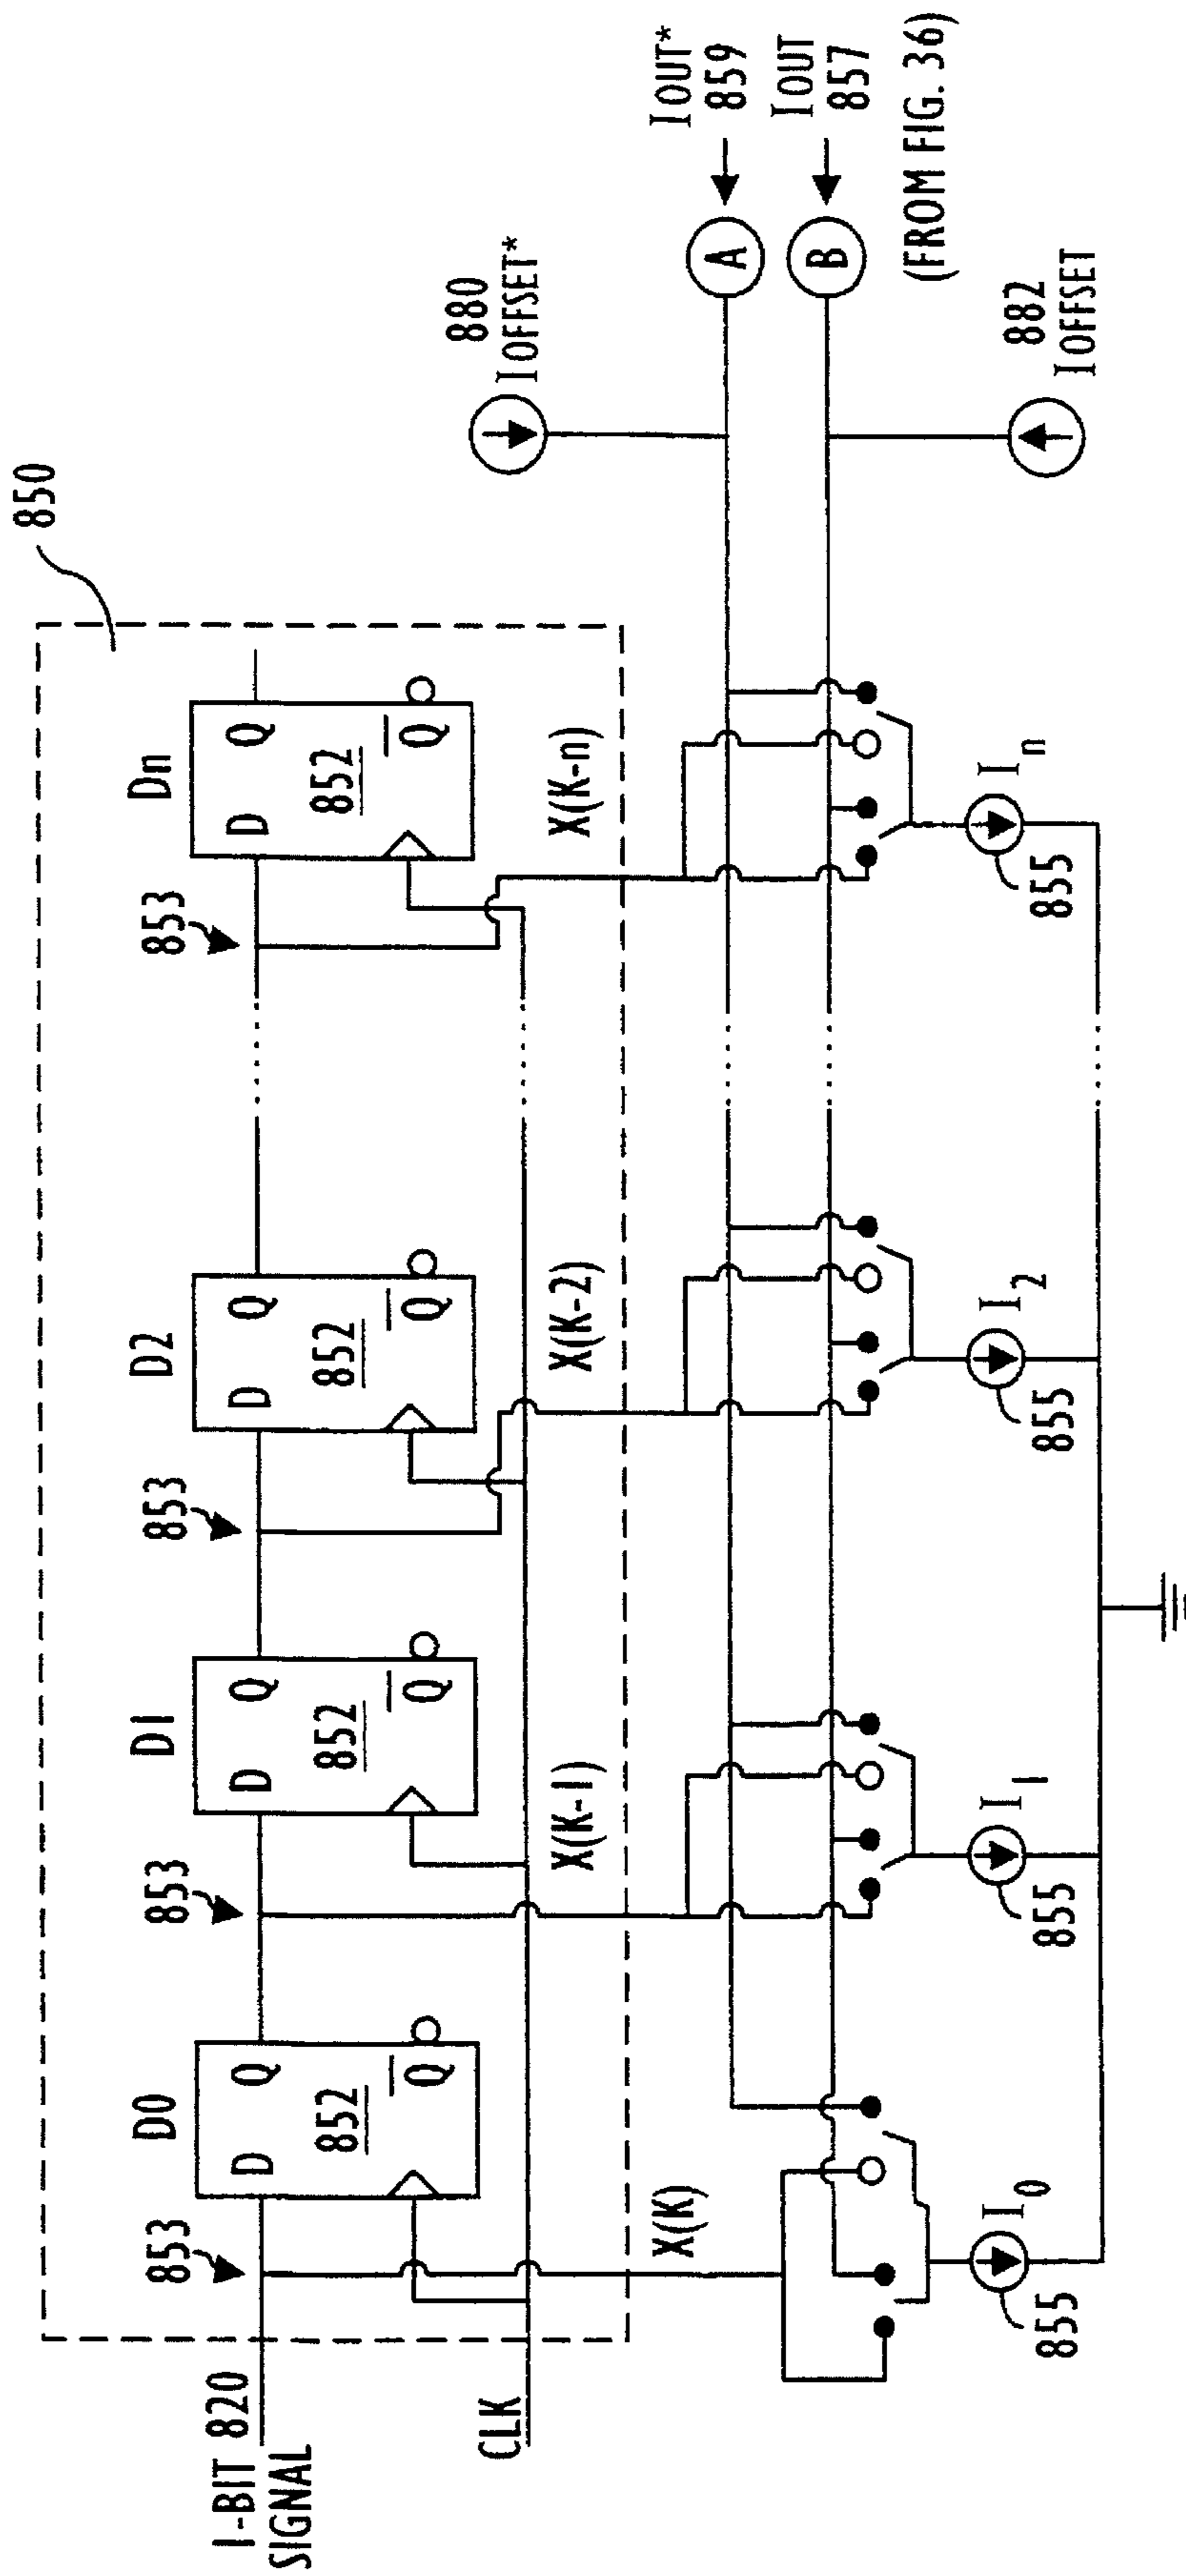 850
D0
D1
D2
Dn
853
853
853
853
D Q
D Q
D Q
D Q
852
852
852
852
Q
Q
Q
Q
1-BIT 820
SIGNAL
CLK
X(K)
X(K-1)
X(K-2)
X(K-n)
880
IOFFSET*
IOUT*
859
A
IOUT
857
B
(FROM FIG. 36)
882
IOFFSET
I0
I1
I2
In
855
855
855
855